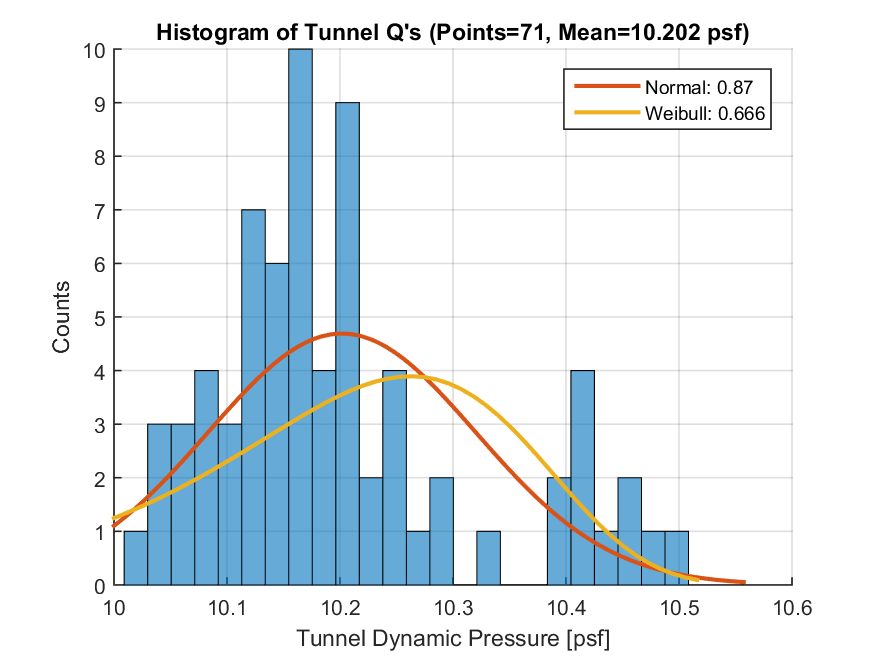 Histogram of Tunnel Q's (Points=71, Mean=10.202 psf)
Normal: 0.87
Weibull: 0.666
10
9
8
7
6
5
4
3
2
1
0
Counts
10 10.1 10.2 10.3 10.4 10.5 10.6
Tunnel Dynamic Pressure [psf]